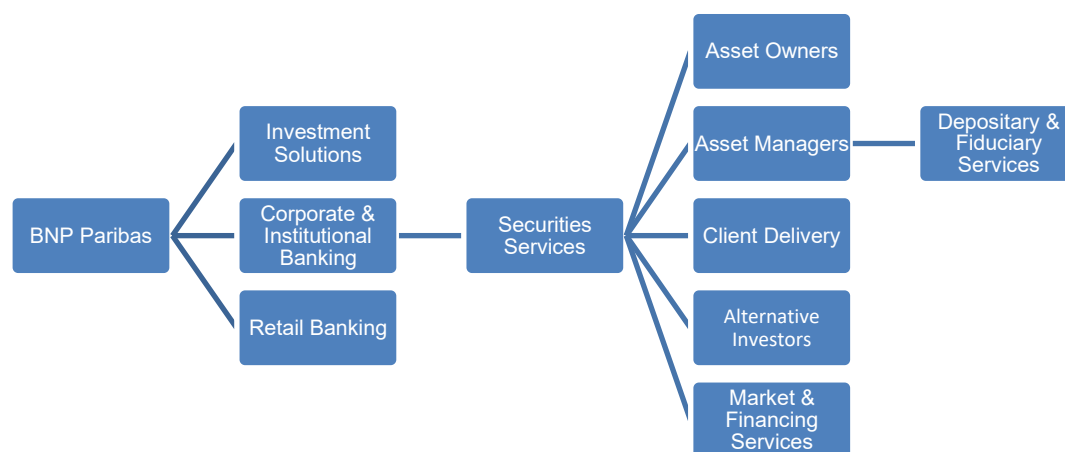 BNP Paribas
Investment
Solutions
Corporate &
Institutional
Banking
Retail Banking
Securities
Services
Asset Owners
Asset Managers
Client Delivery
Alternative
Investors
Market &
Financing
Services
Depositary &
Fiduciary
Services